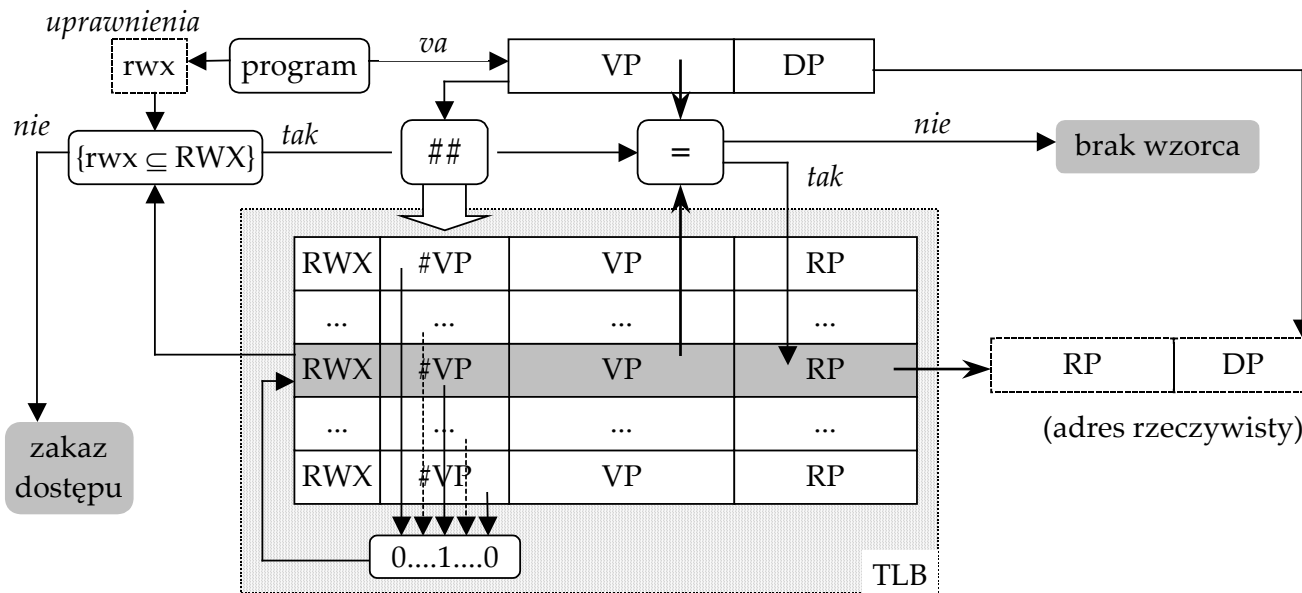 uprawnienia
rwx program va VP DP
nie {rwx ⊆ RWX} tak ## = nie brak wzorca
tak
RWX #VP VP RP
... ... ... ...
RWX #VP VP RP
RP DP
... ... ... ...
(adres rzeczywisty)
zakaz
dostępu
RWX #VP VP RP
0....1....0
TLB